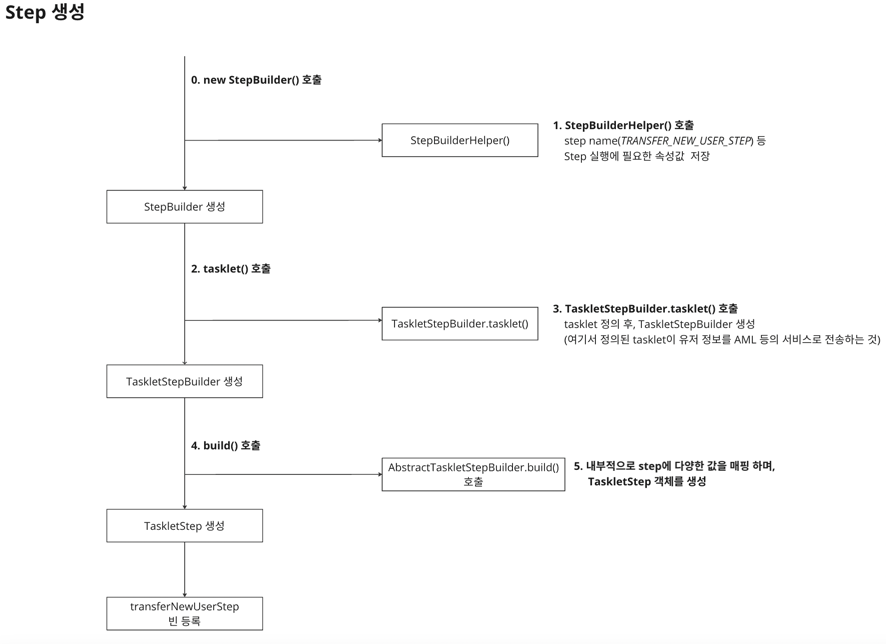 Step 생성
0. new StepBuilder() 호출
StepBuilderHelper()
1. StepBuilderHelper() 호출
step name(TRANSFER_NEW_USER_STEP) 등
Step 실행에 필요한 속성값 저장
StepBuilder 생성
2. tasklet() 호출
TaskletStepBuilder.tasklet()
3. TaskletStepBuilder.tasklet() 호출
tasklet 정의 후, TaskletStepBuilder 생성
(여기서 정의된 tasklet이 유저 정보를 AML 등의 서비스로 전송하는 것)
TaskletStepBuilder 생성
4. build() 호출
AbstractTaskletStepBuilder.build()
호출
5. 내부적으로 step에 다양한 값을 매핑 하며,
TaskletStep 객체를 생성
TaskletStep 생성
transferNewUserStep
빈 등록